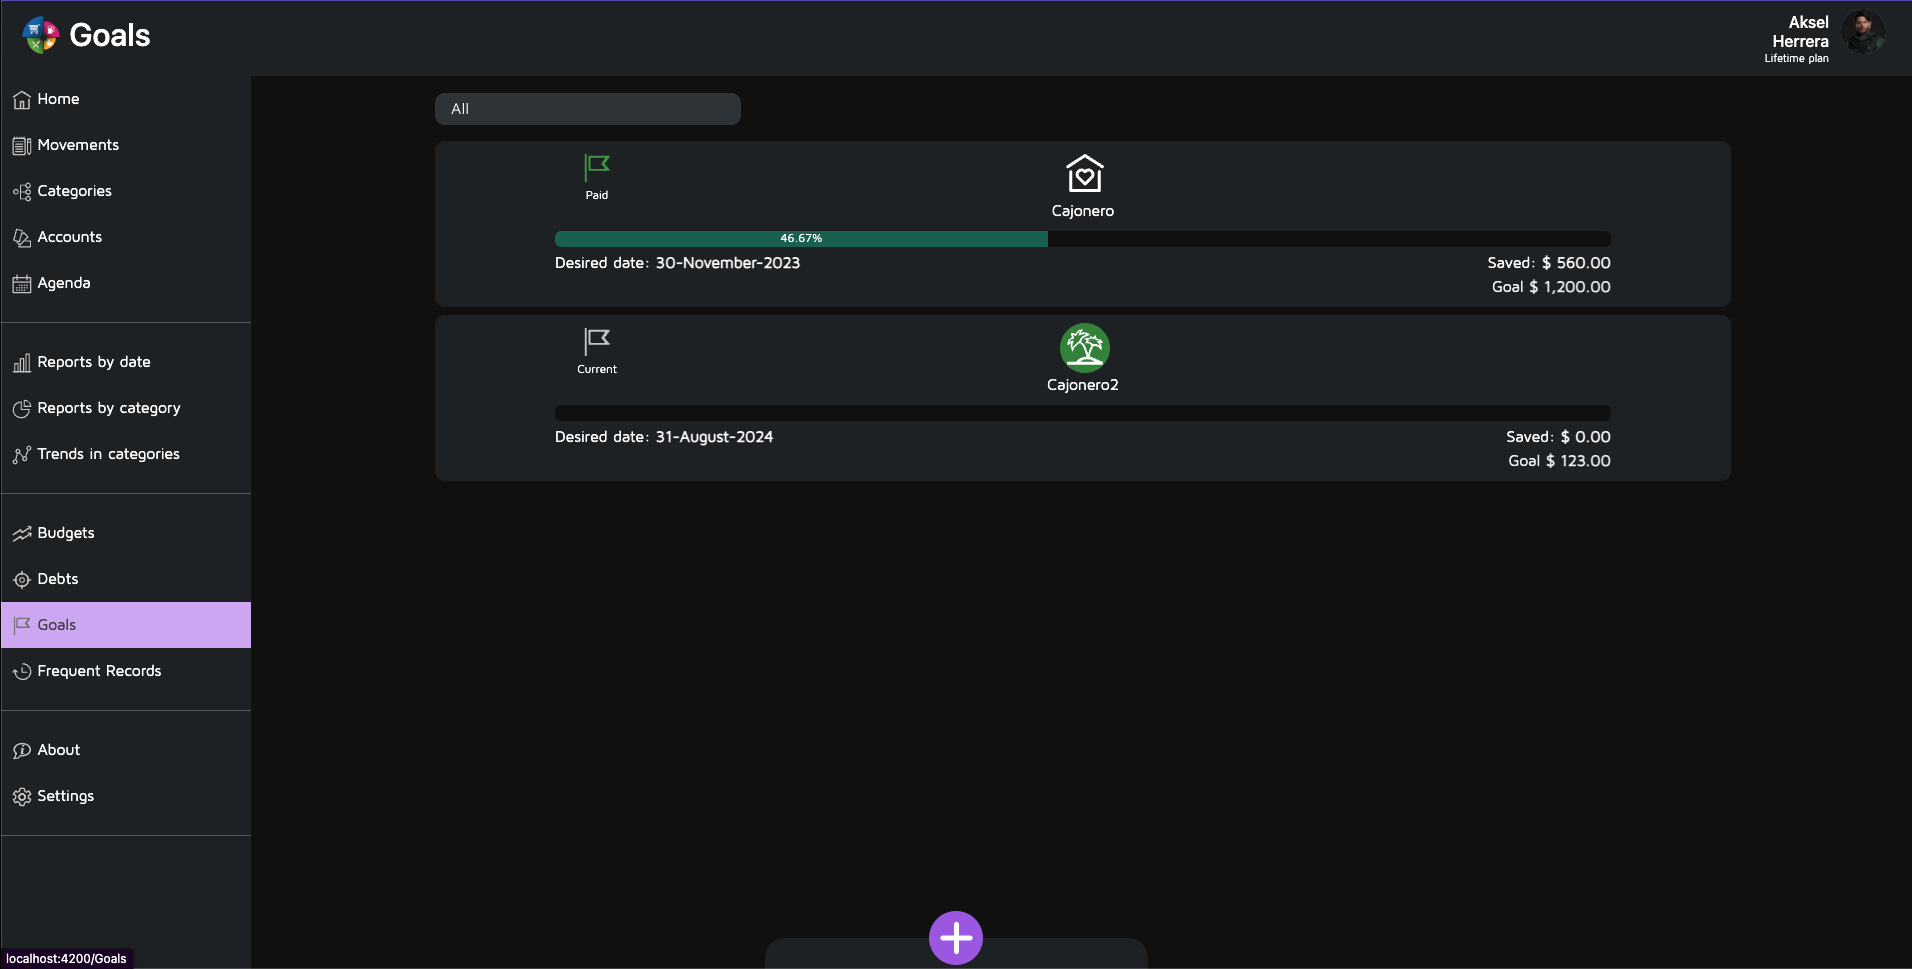 Goals
Aksel
Herrera
Lifetime plan
Home
Movements
Categories
Accounts
Agenda
Reports by date
Reports by category
Trends in categories
Budgets
Debts
Goals
Frequent Records
About
Settings
All
Paid
Cajonero
46.67%
Desired date: 30-November-2023
Saved: $ 560.00
Goal $ 1,200.00
Current
Cajonero2
Desired date: 31-August-2024
Saved: $ 0.00
Goal $ 123.00
localhost:4200/Goals